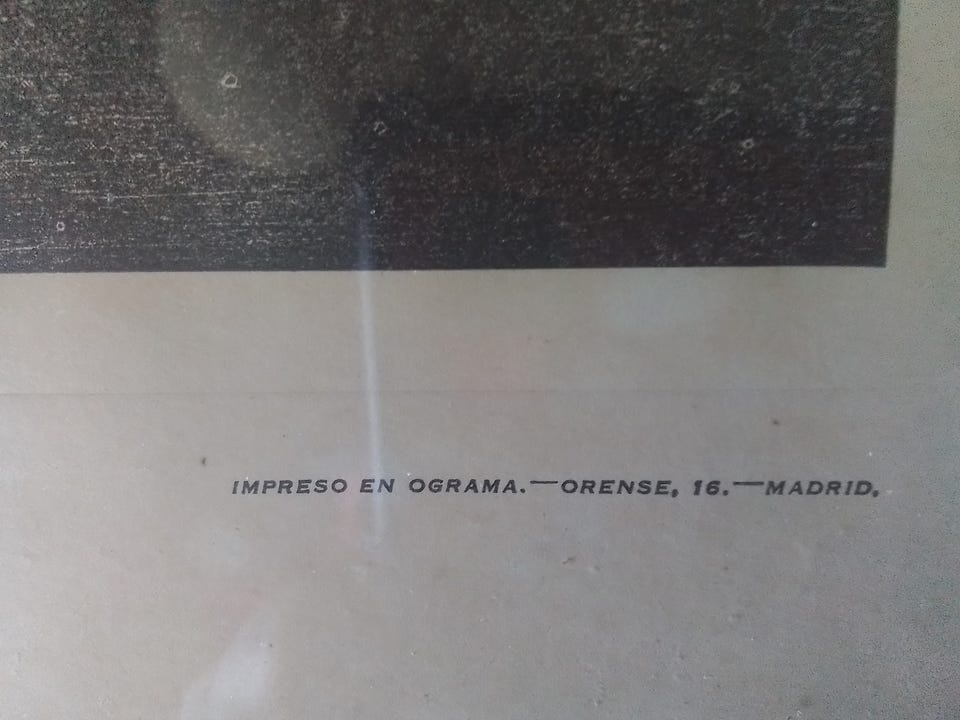 IMPRESO EN OGRAMA.—ORENSE, 16.—MADRID.